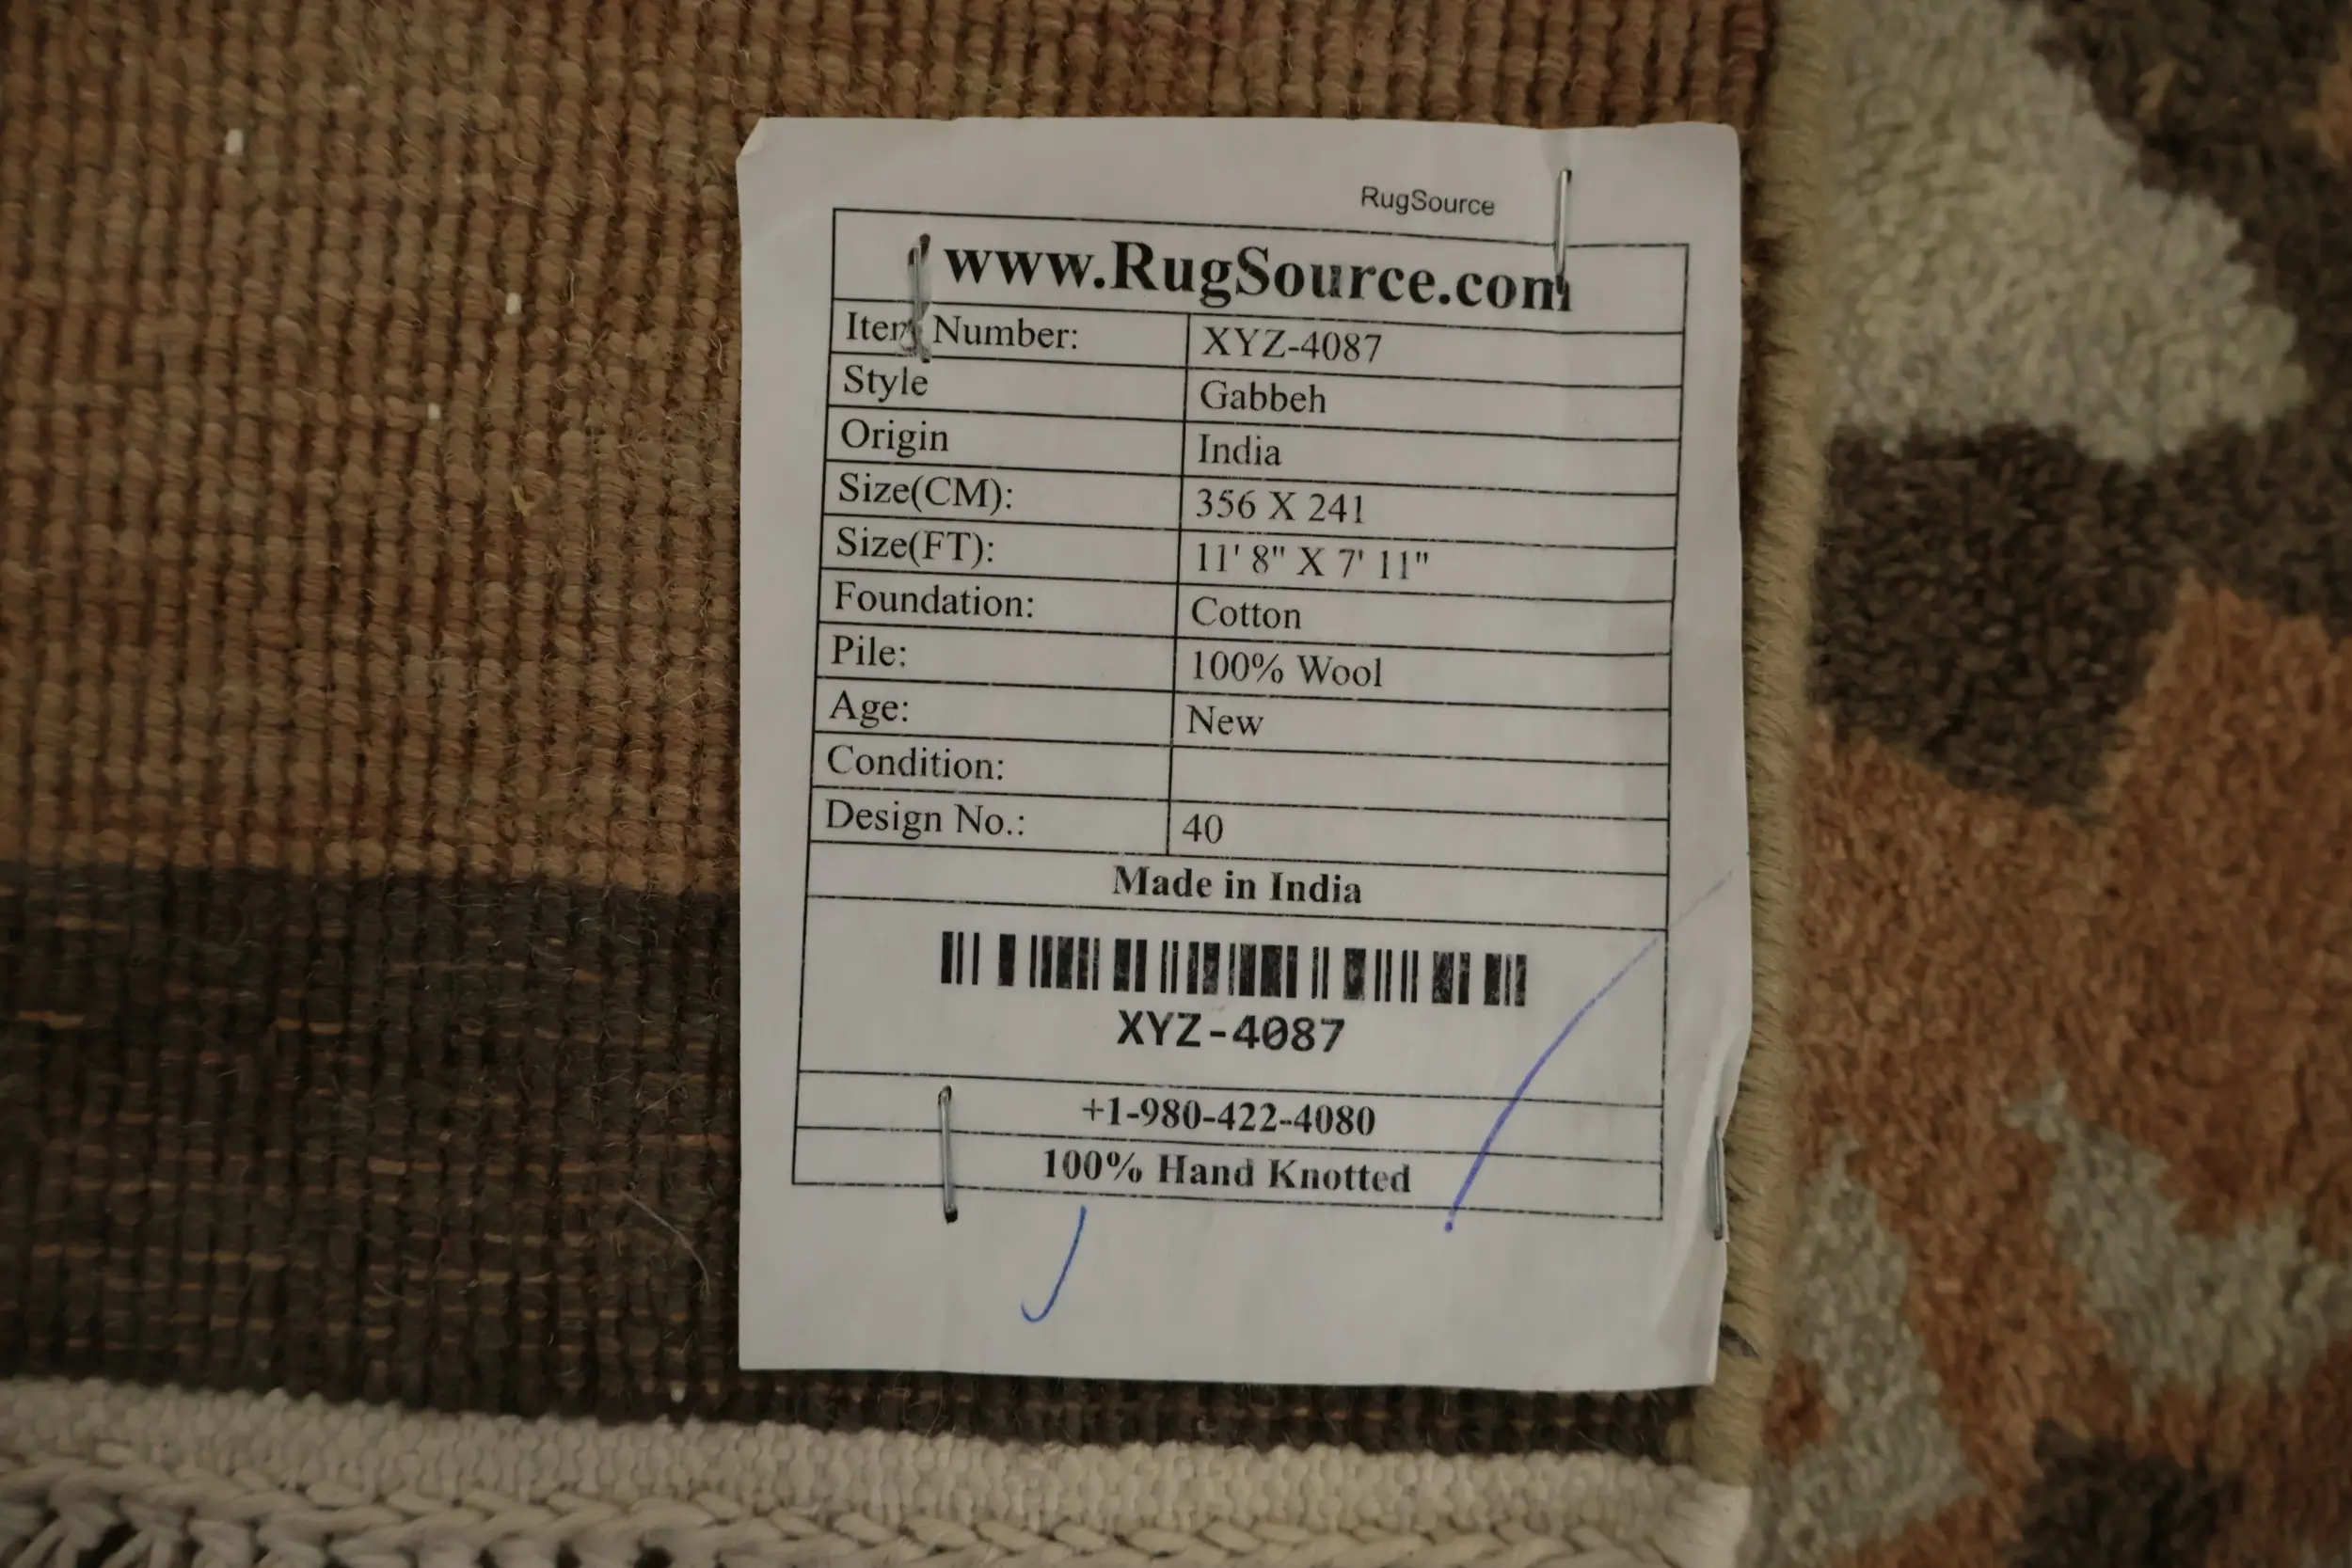 RugSource
www.RugSource.com
Item Number: XYZ-4087
Style Gabbeh
Origin India
Size(CM): 356 X 241
Size(FT): 11' 8" X 7' 11"
Foundation: Cotton
Pile: 100% Wool
Age: New
Condition:
Design No.: 40
Made in India
XYZ-4087
+1-980-422-4080
100% Hand Knotted